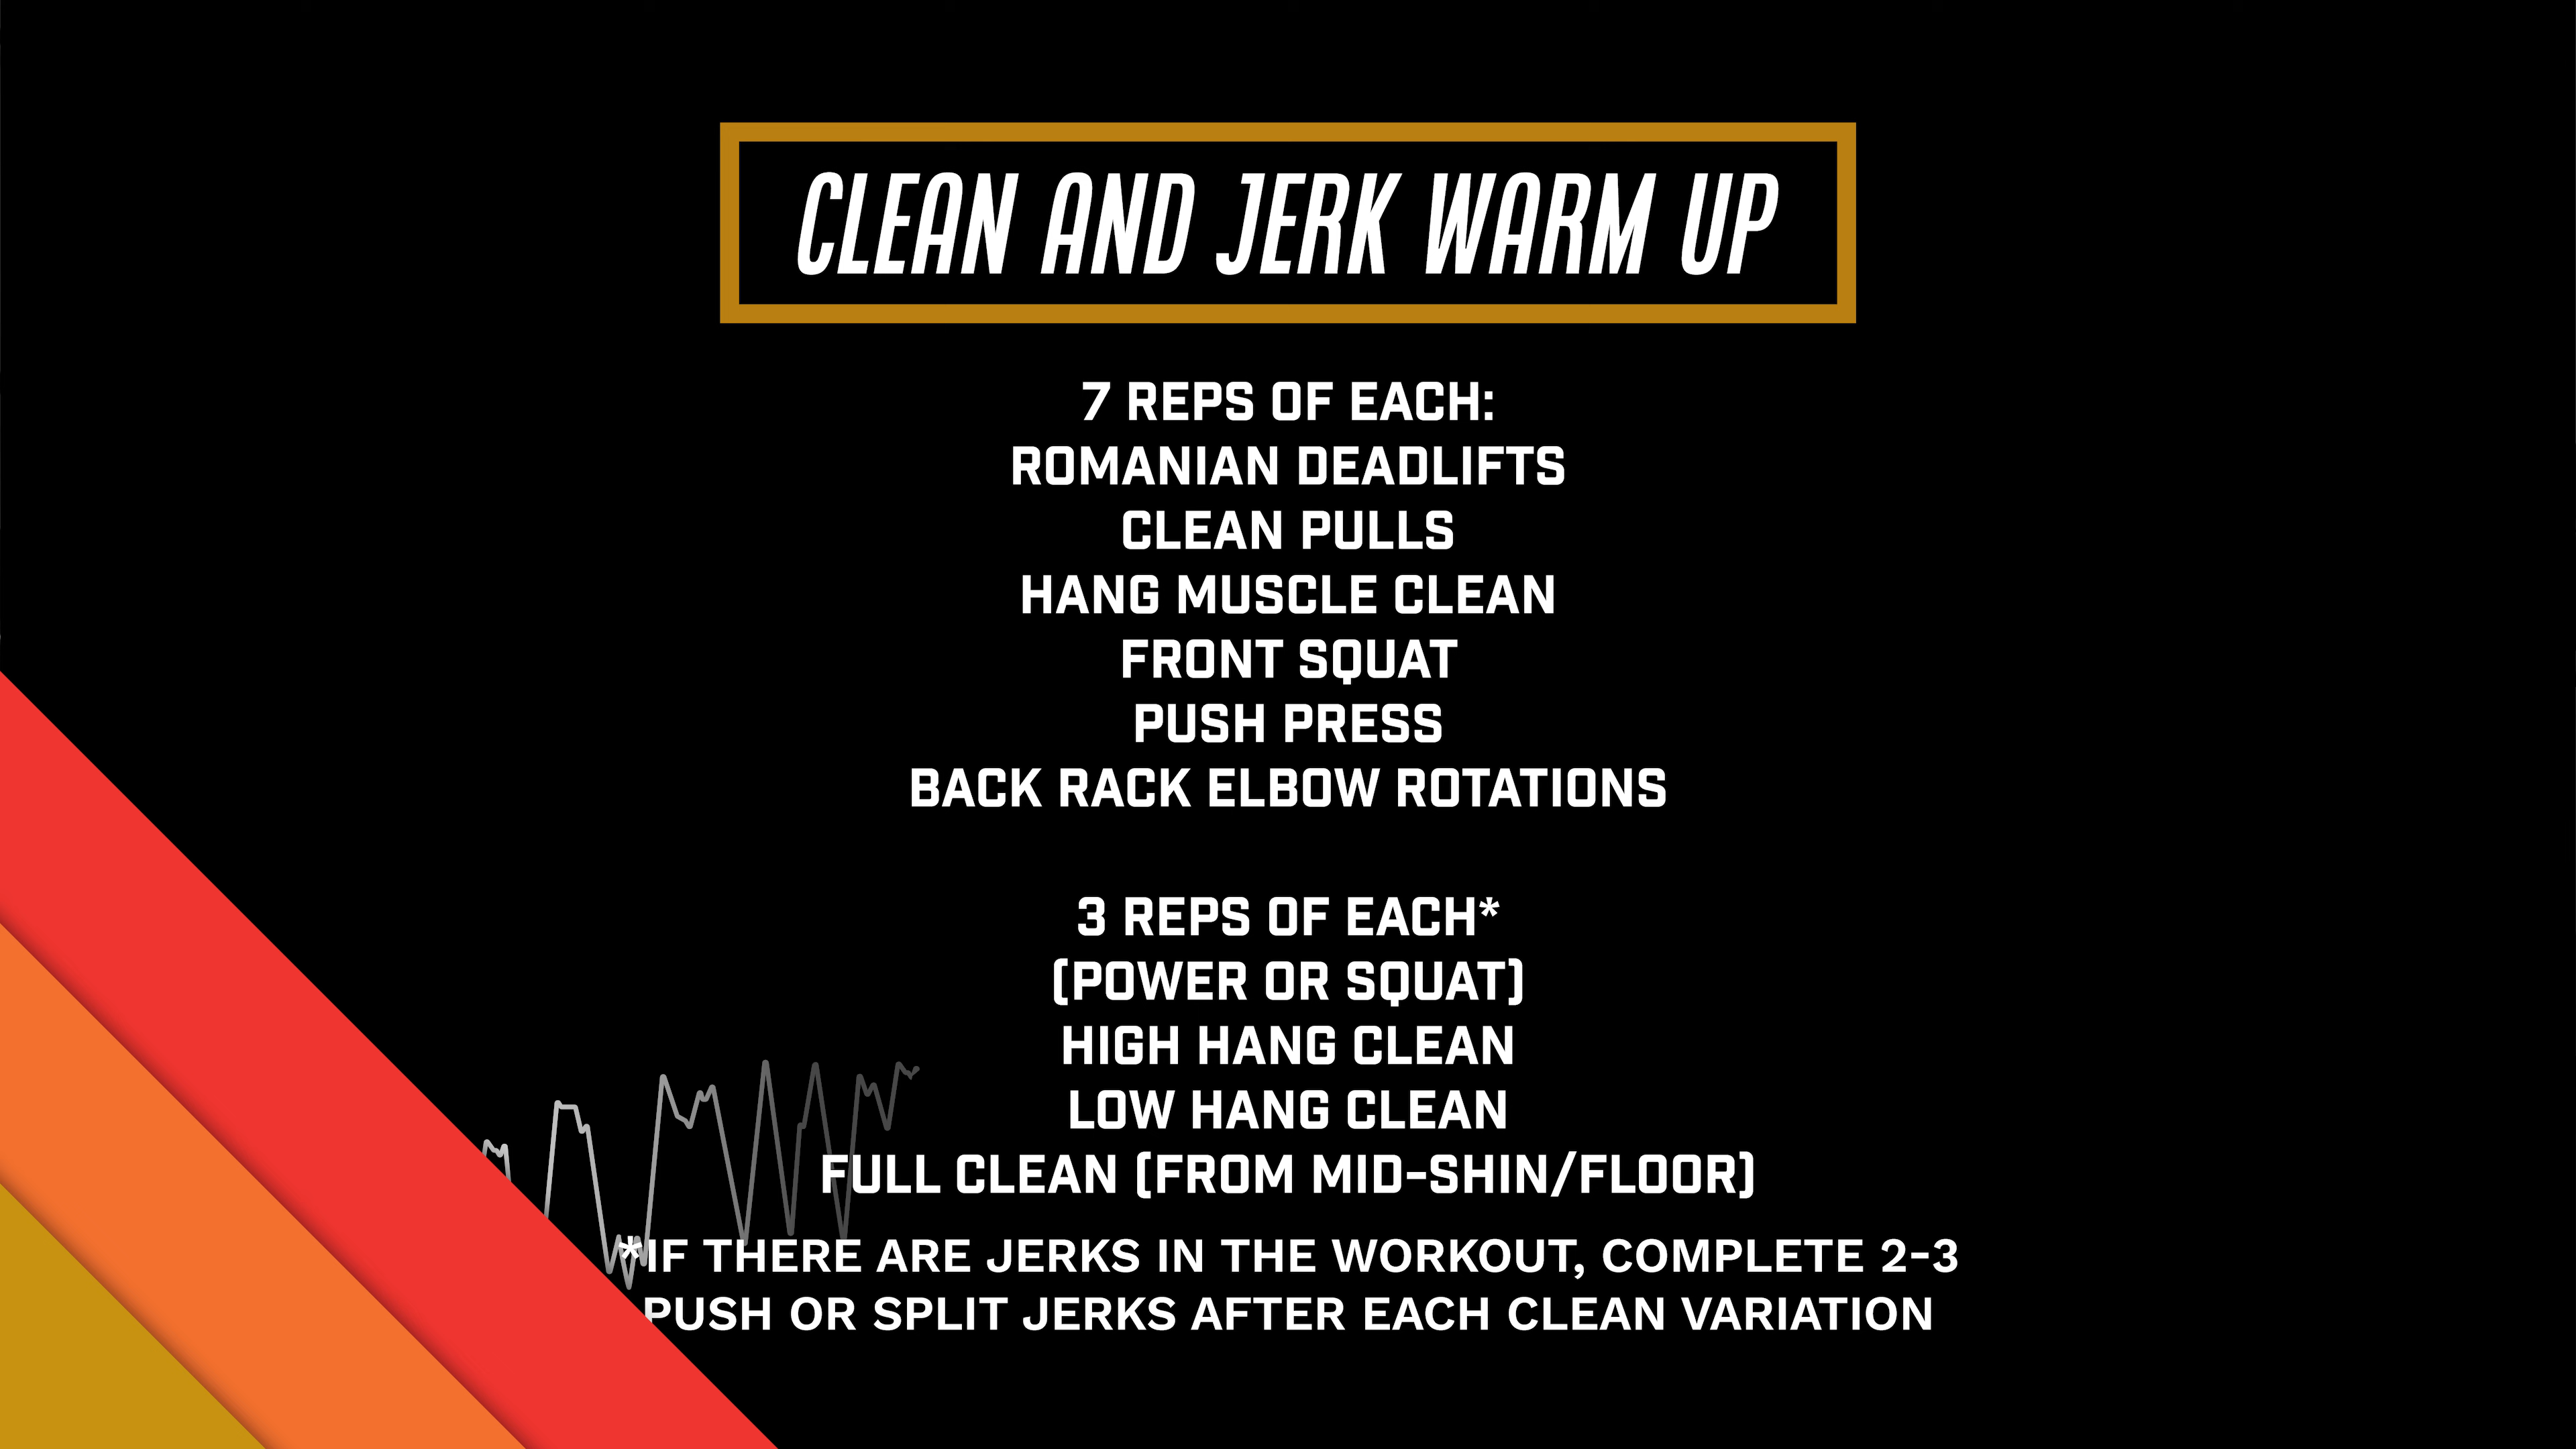 CLEAN AND JERK WARM UP
7 REPS OF EACH:
ROMANIAN DEADLIFTS
CLEAN PULLS
HANG MUSCLE CLEAN
FRONT SQUAT
PUSH PRESS
BACK RACK ELBOW ROTATIONS
3 REPS OF EACH*
(POWER OR SQUAT)
HIGH HANG CLEAN
LOW HANG CLEAN
FULL CLEAN (FROM MID-SHIN/FLOOR)
*IF THERE ARE JERKS IN THE WORKOUT, COMPLETE 2-3
PUSH OR SPLIT JERKS AFTER EACH CLEAN VARIATION